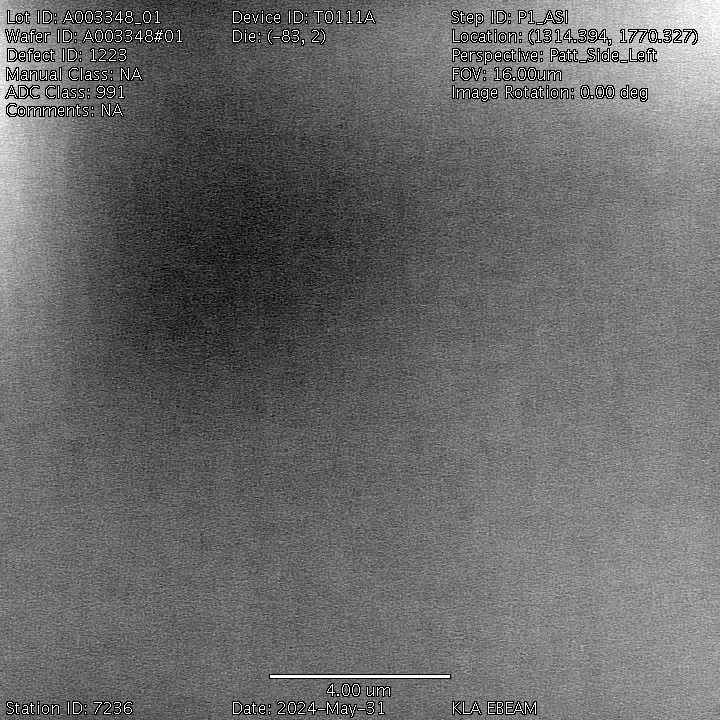 Lot ID: A003348_01
Wafer ID: A003348#01
Defect ID: 1223
Manual Class: NA
ADC Class: 991
Comments: NA
Device ID: T0111A
Die: (-83, 2)
Step ID: P1_ASI
Location: (1314.394, 1770.327)
Perspective: Patt_Side_Left
FOV: 16.00um
Image Rotation: 0.00 deg
4.00 um
Station ID: 7236
Date: 2024-May-31
KLA EBEAM